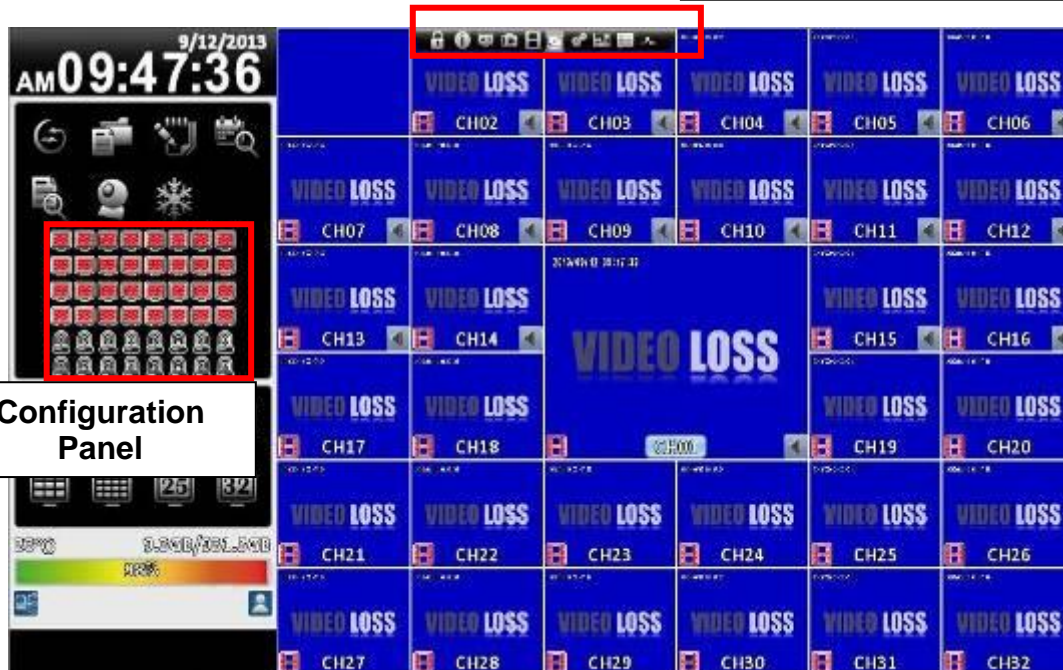 9/12/2013
AM 09:47:36
VIDEO LOSS VIDEO LOSS VIDEO LOSS VIDEO LOSS VIDEO LOSS
CH02 CH03 CH04 CH05 CH06
VIDEO LOSS VIDEO LOSS VIDEO LOSS VIDEO LOSS VIDEO LOSS VIDEO LOSS
CH07 CH08 CH09 CH10 CH11 CH12
VIDEO LOSS VIDEO LOSS VIDEO LOSS VIDEO LOSS
CH13 CH14 CH15 CH16
VIDEO LOSS
VIDEO LOSS VIDEO LOSS VIDEO LOSS VIDEO LOSS
CH17 CH18 CH19 CH20
Configuration
Panel
25 32
VIDEO LOSS VIDEO LOSS VIDEO LOSS VIDEO LOSS VIDEO LOSS VIDEO LOSS
CH21 CH22 CH23 CH24 CH25 CH26
VIDEO LOSS VIDEO LOSS VIDEO LOSS VIDEO LOSS VIDEO LOSS VIDEO LOSS
CH27 CH28 CH29 CH30 CH31 CH32